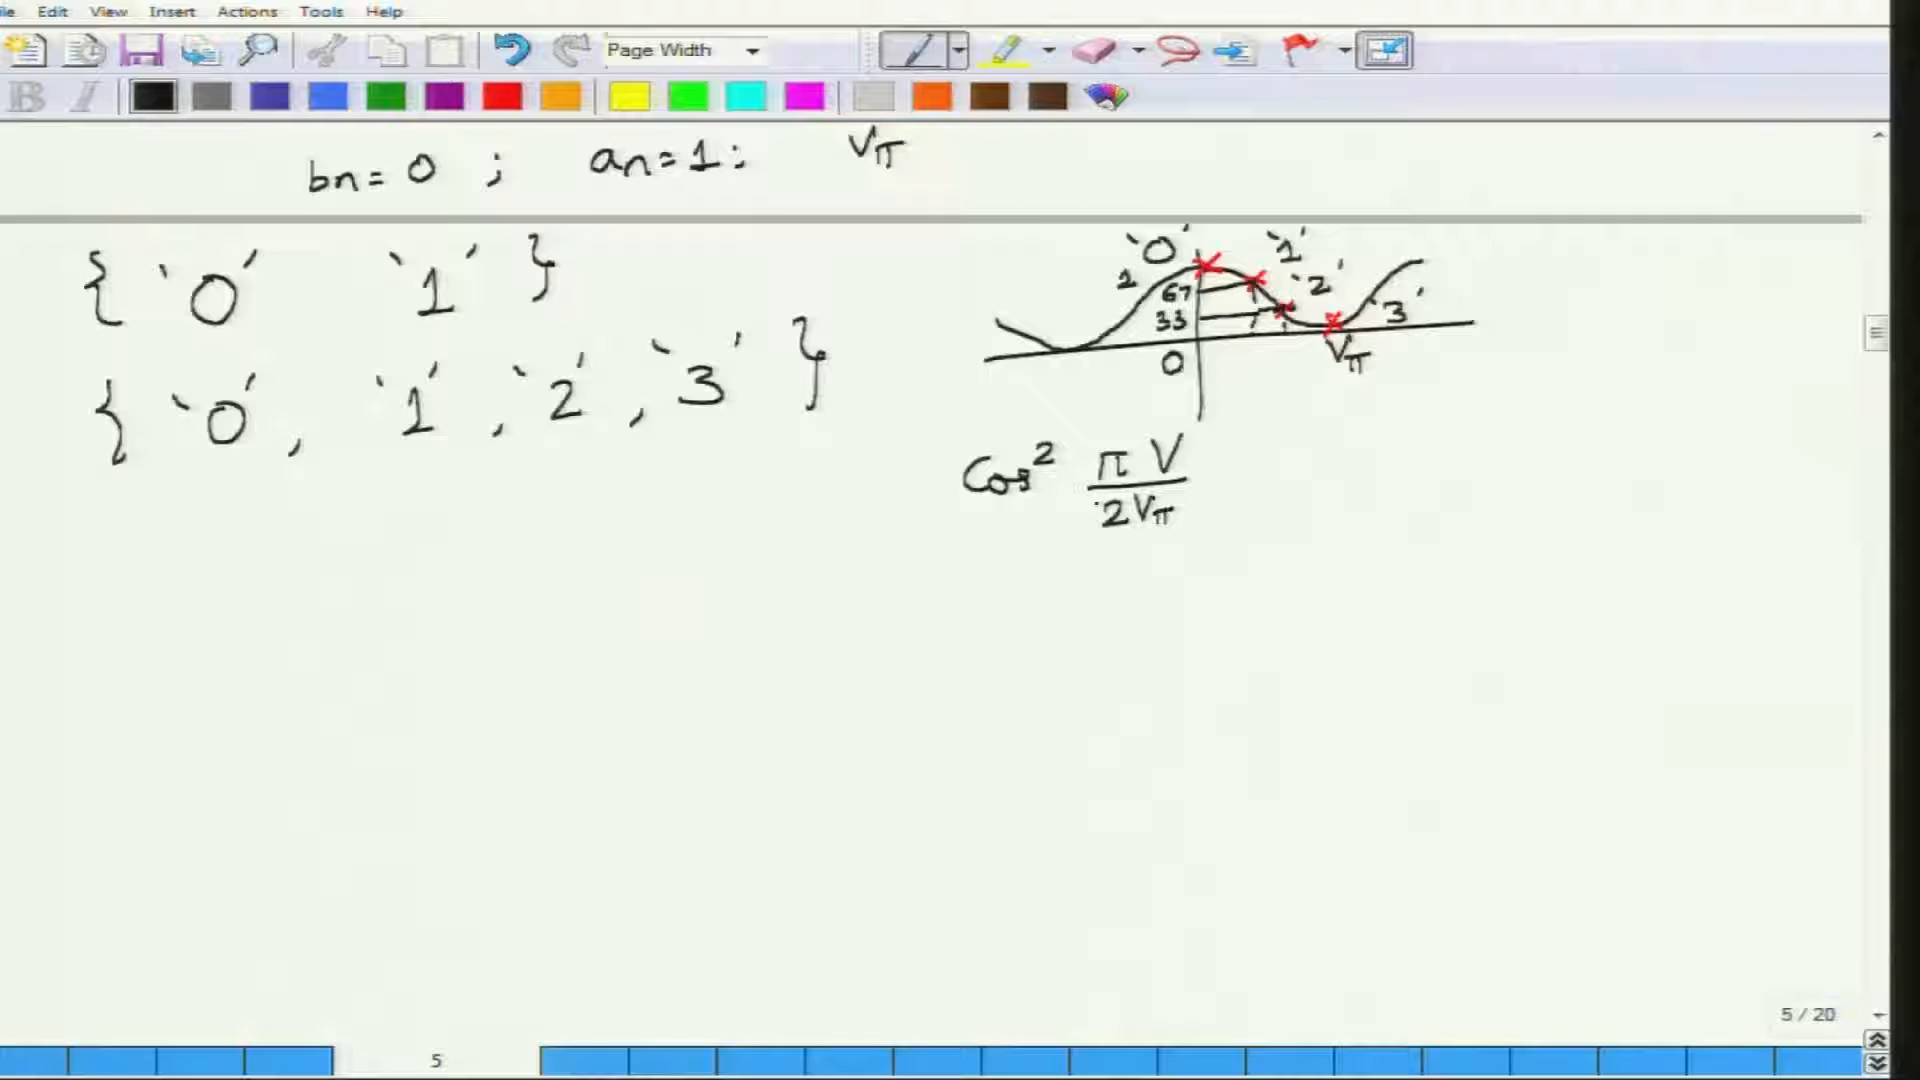 ile Edit View Insert Actions Tools Help
Page Width
B I
bn = 0 ; an = 1 ; Vπ
{ '0' '1' }
{ '0', '1', '2', '3' }
'0' '1'
1 67 '2'
33 '3'
0 Vπ
Cos² πV
2Vπ
5 / 20
5